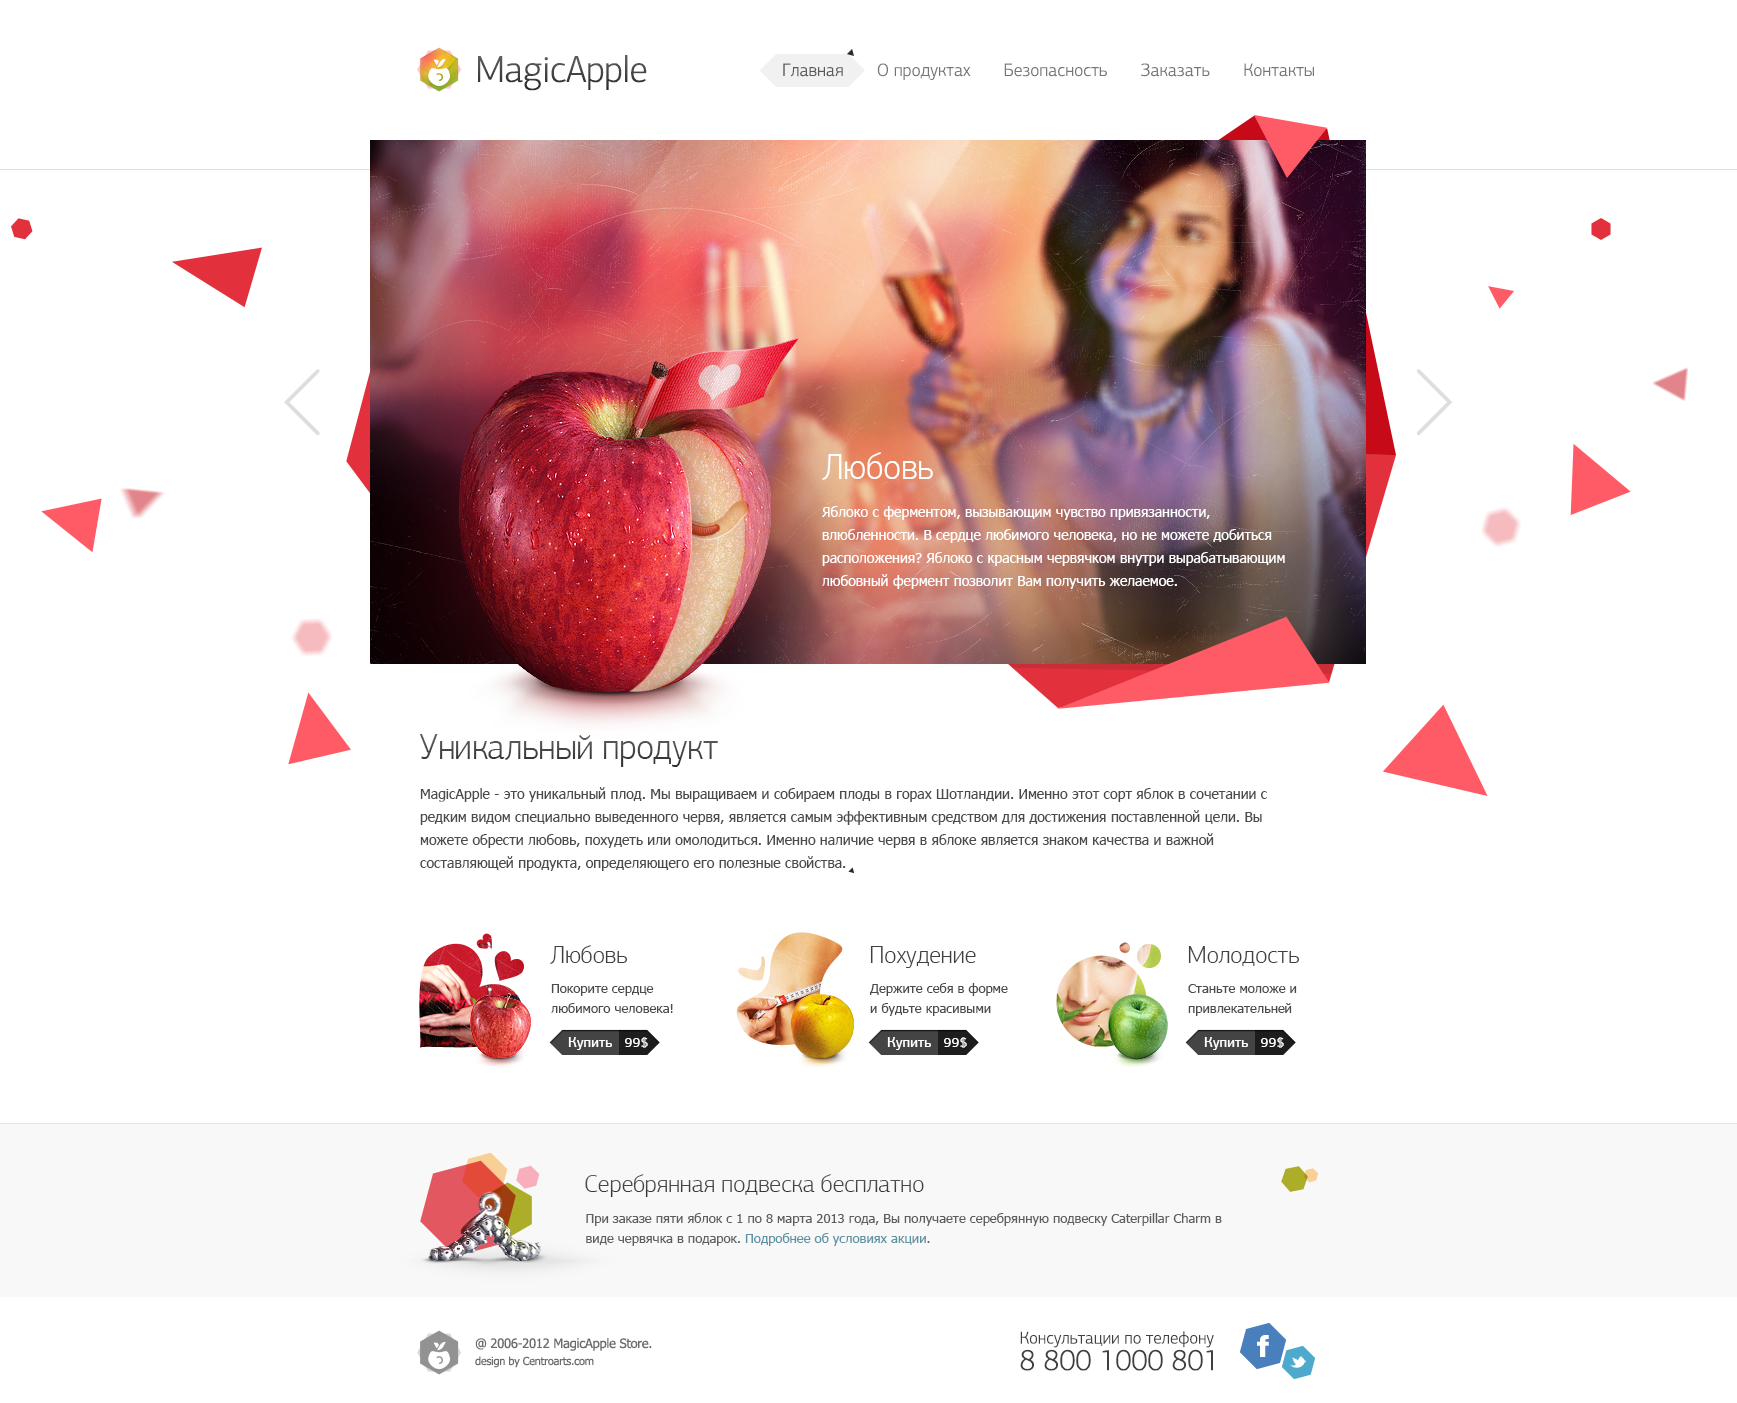 MagicApple
Главная
О продуктах
Безопасность
Заказать
Контакты
Любовь
Яблоко с ферментом, вызывающим чувство привязанности,
влюбленности. В сердце любимого человека, но не можете добиться
расположения? Яблоко с красным червячком внутри вырабатывающим
любовный фермент позволит Вам получить желаемое.
Уникальный продукт
MagicApple - это уникальный плод. Мы выращиваем и собираем плоды в горах Шотландии. Именно этот сорт яблок в сочетании с
редким видом специально выведенного червя, является самым эффективным средством для достижения поставленной цели. Вы
можете обрести любовь, похудеть или омолодиться. Именно наличие червя в яблоке является знаком качества и важной
составляющей продукта, определяющего его полезные свойства.
Любовь
Покорите сердце
любимого человека!
Купить 99$
Похудение
Держите себя в форме
и будьте красивыми
Купить 99$
Молодость
Станьте моложе и
привлекательней
Купить 99$
Серебрянная подвеска бесплатно
При заказе пяти яблок с 1 по 8 марта 2013 года, Вы получаете серебрянную подвеску Caterpillar Charm в
виде червячка в подарок. Подробнее об условиях акции.
@ 2006-2012 MagicApple Store.
design by Centroarts.com
Консультации по телефону
8 800 1000 801
f